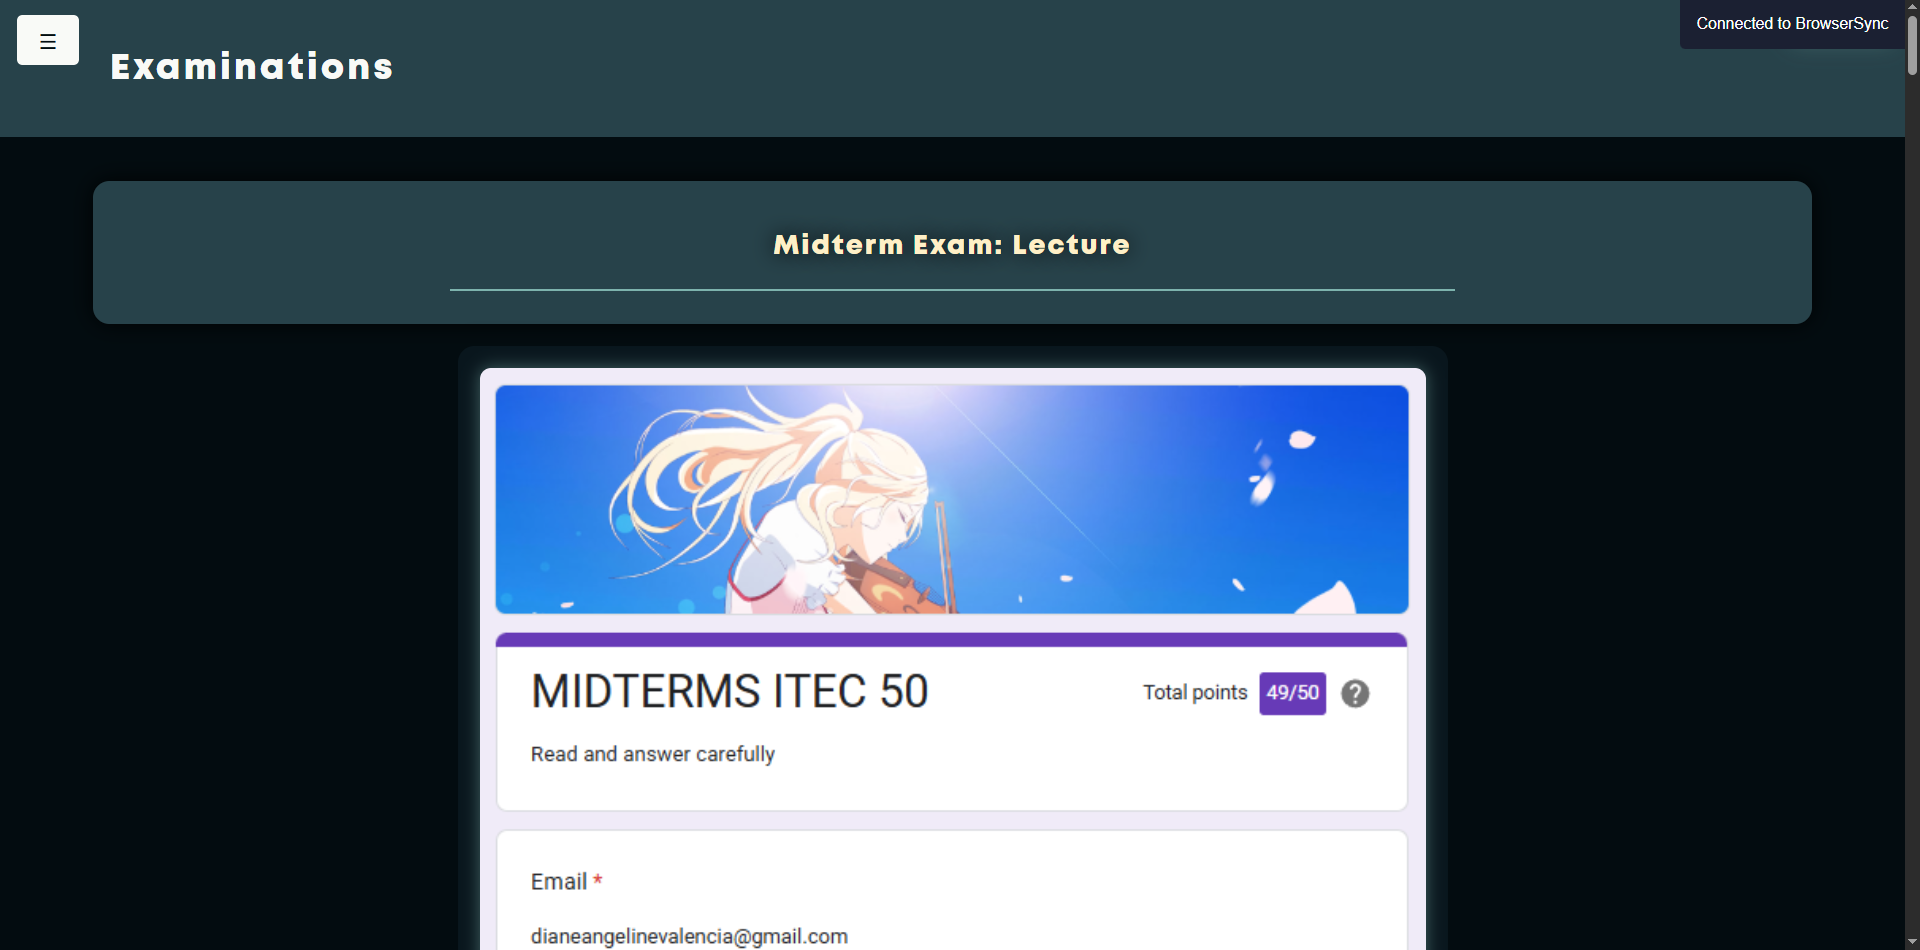 ☰
Connected to BrowserSync
Examinations
Midterm Exam: Lecture
MIDTERMS ITEC 50
Total points 49/50 ?
Read and answer carefully
Email *
dianeangelinevalencia@gmail.com